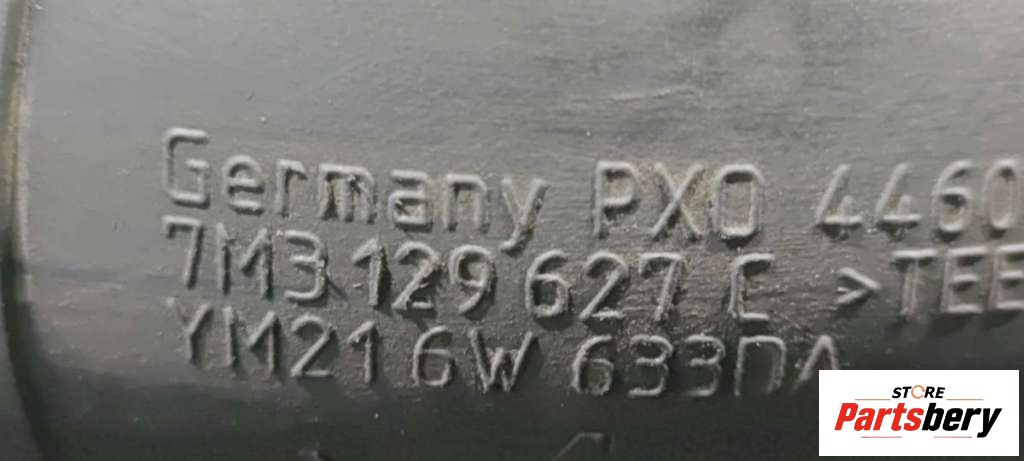 Germany PXO 4460
7M3 129 627 C >TEE
YM21 6W 633DA
STORE
Partsbery